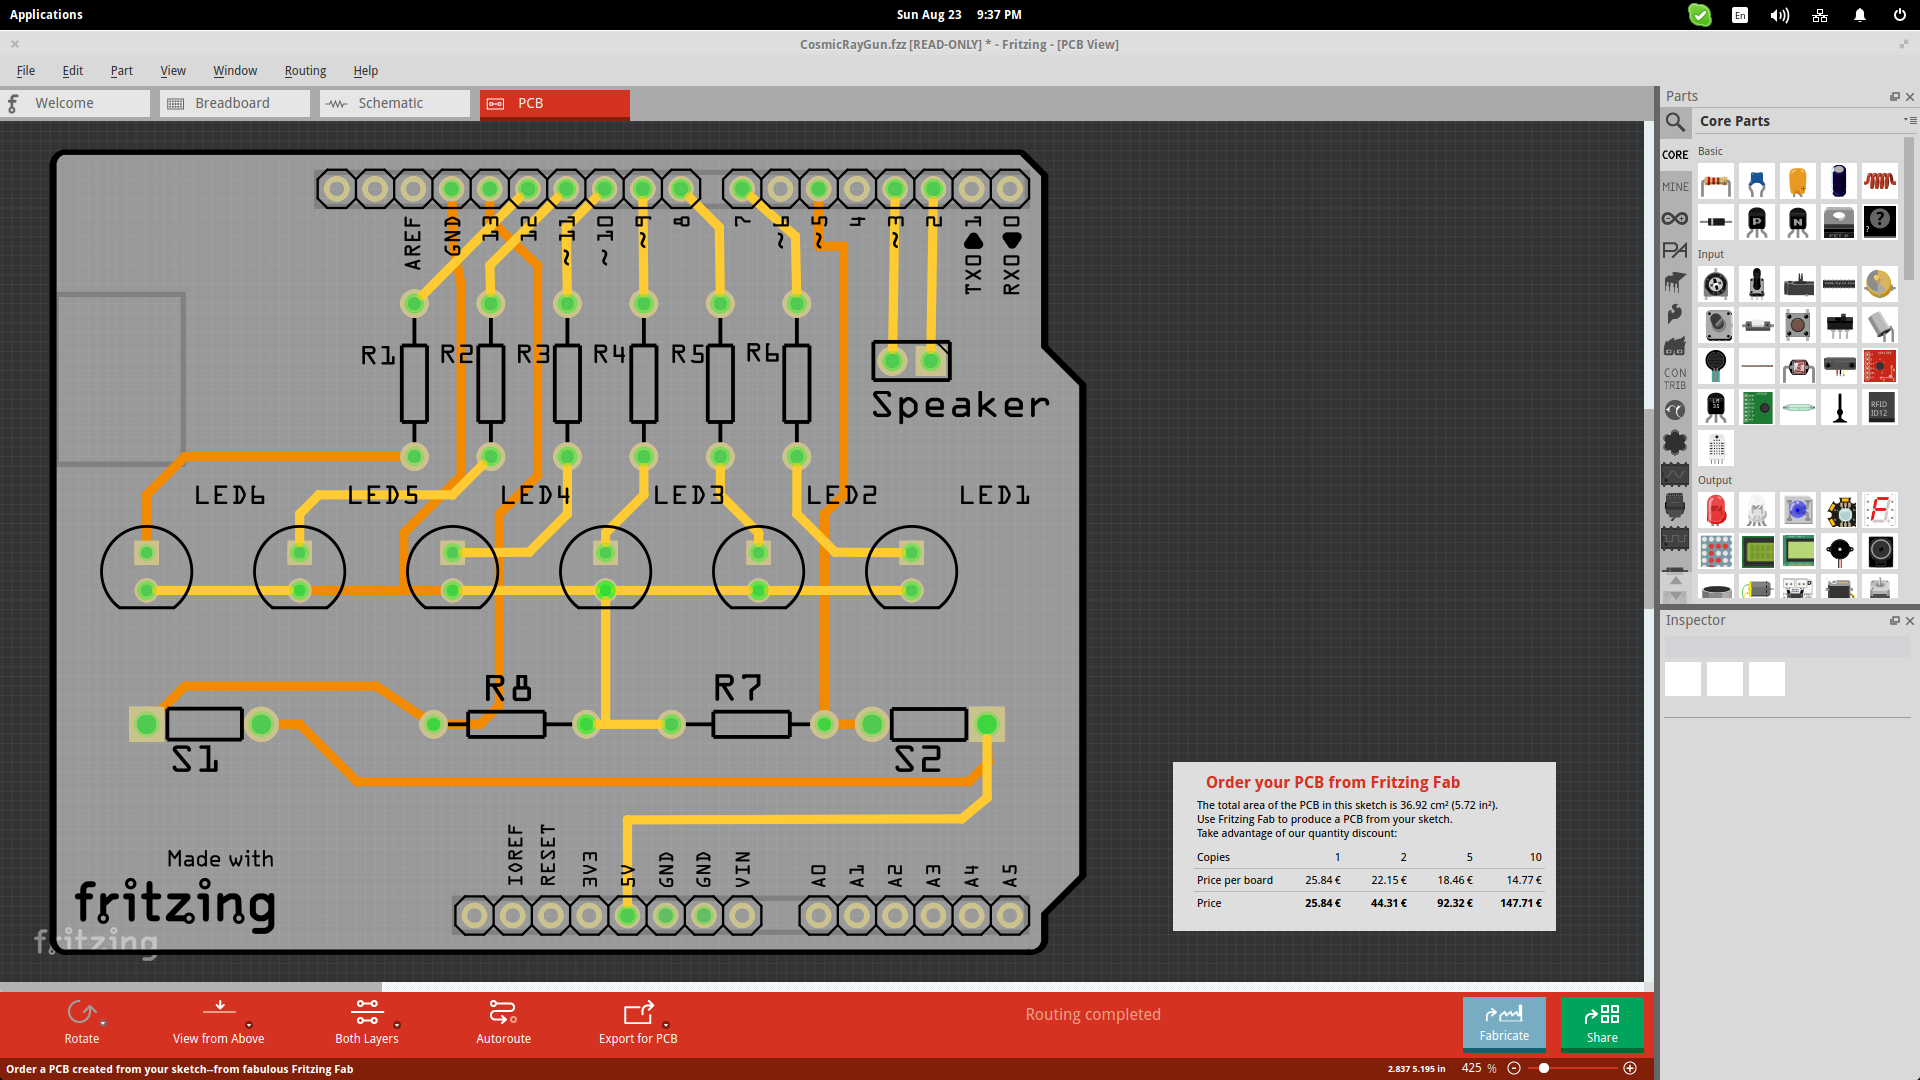 Applications
Sun Aug 23 9:37 PM
En
CosmicRayGun.fzz [READ-ONLY] * - Fritzing - [PCB View]
File Edit Part View Window Routing Help
Welcome Breadboard Schematic PCB
Parts
Core Parts
CORE
MINE
CON
TRIB
Basic
Input
Output
AREF GND 13 12 ~11 ~10 ~9 8 7 ~6 ~5 4 ~3 2 TX0 1 RX0 0
R1 R2 R3 R4 R5 R6
Speaker
LED6 LED5 LED4 LED3 LED2 LED1
R8 R7
S1 S2
IOREF RESET 3V3 5V GND GND VIN A0 A1 A2 A3 A4 A5
Made with
fritzing
fritzing
Order your PCB from Fritzing Fab
The total area of the PCB in this sketch is 36.92 cm² (5.72 in²).
Use Fritzing Fab to produce a PCB from your sketch.
Take advantage of our quantity discount:
Copies 1 2 5 10
Price per board 25.84 € 22.15 € 18.46 € 14.77 €
Price 25.84 € 44.31 € 92.32 € 147.71 €
RFID
ID12
Inspector
Rotate View from Above Both Layers Autoroute Export for PCB
Routing completed
Fabricate Share
Order a PCB created from your sketch--from fabulous Fritzing Fab
2.837 5.195 in 425 %